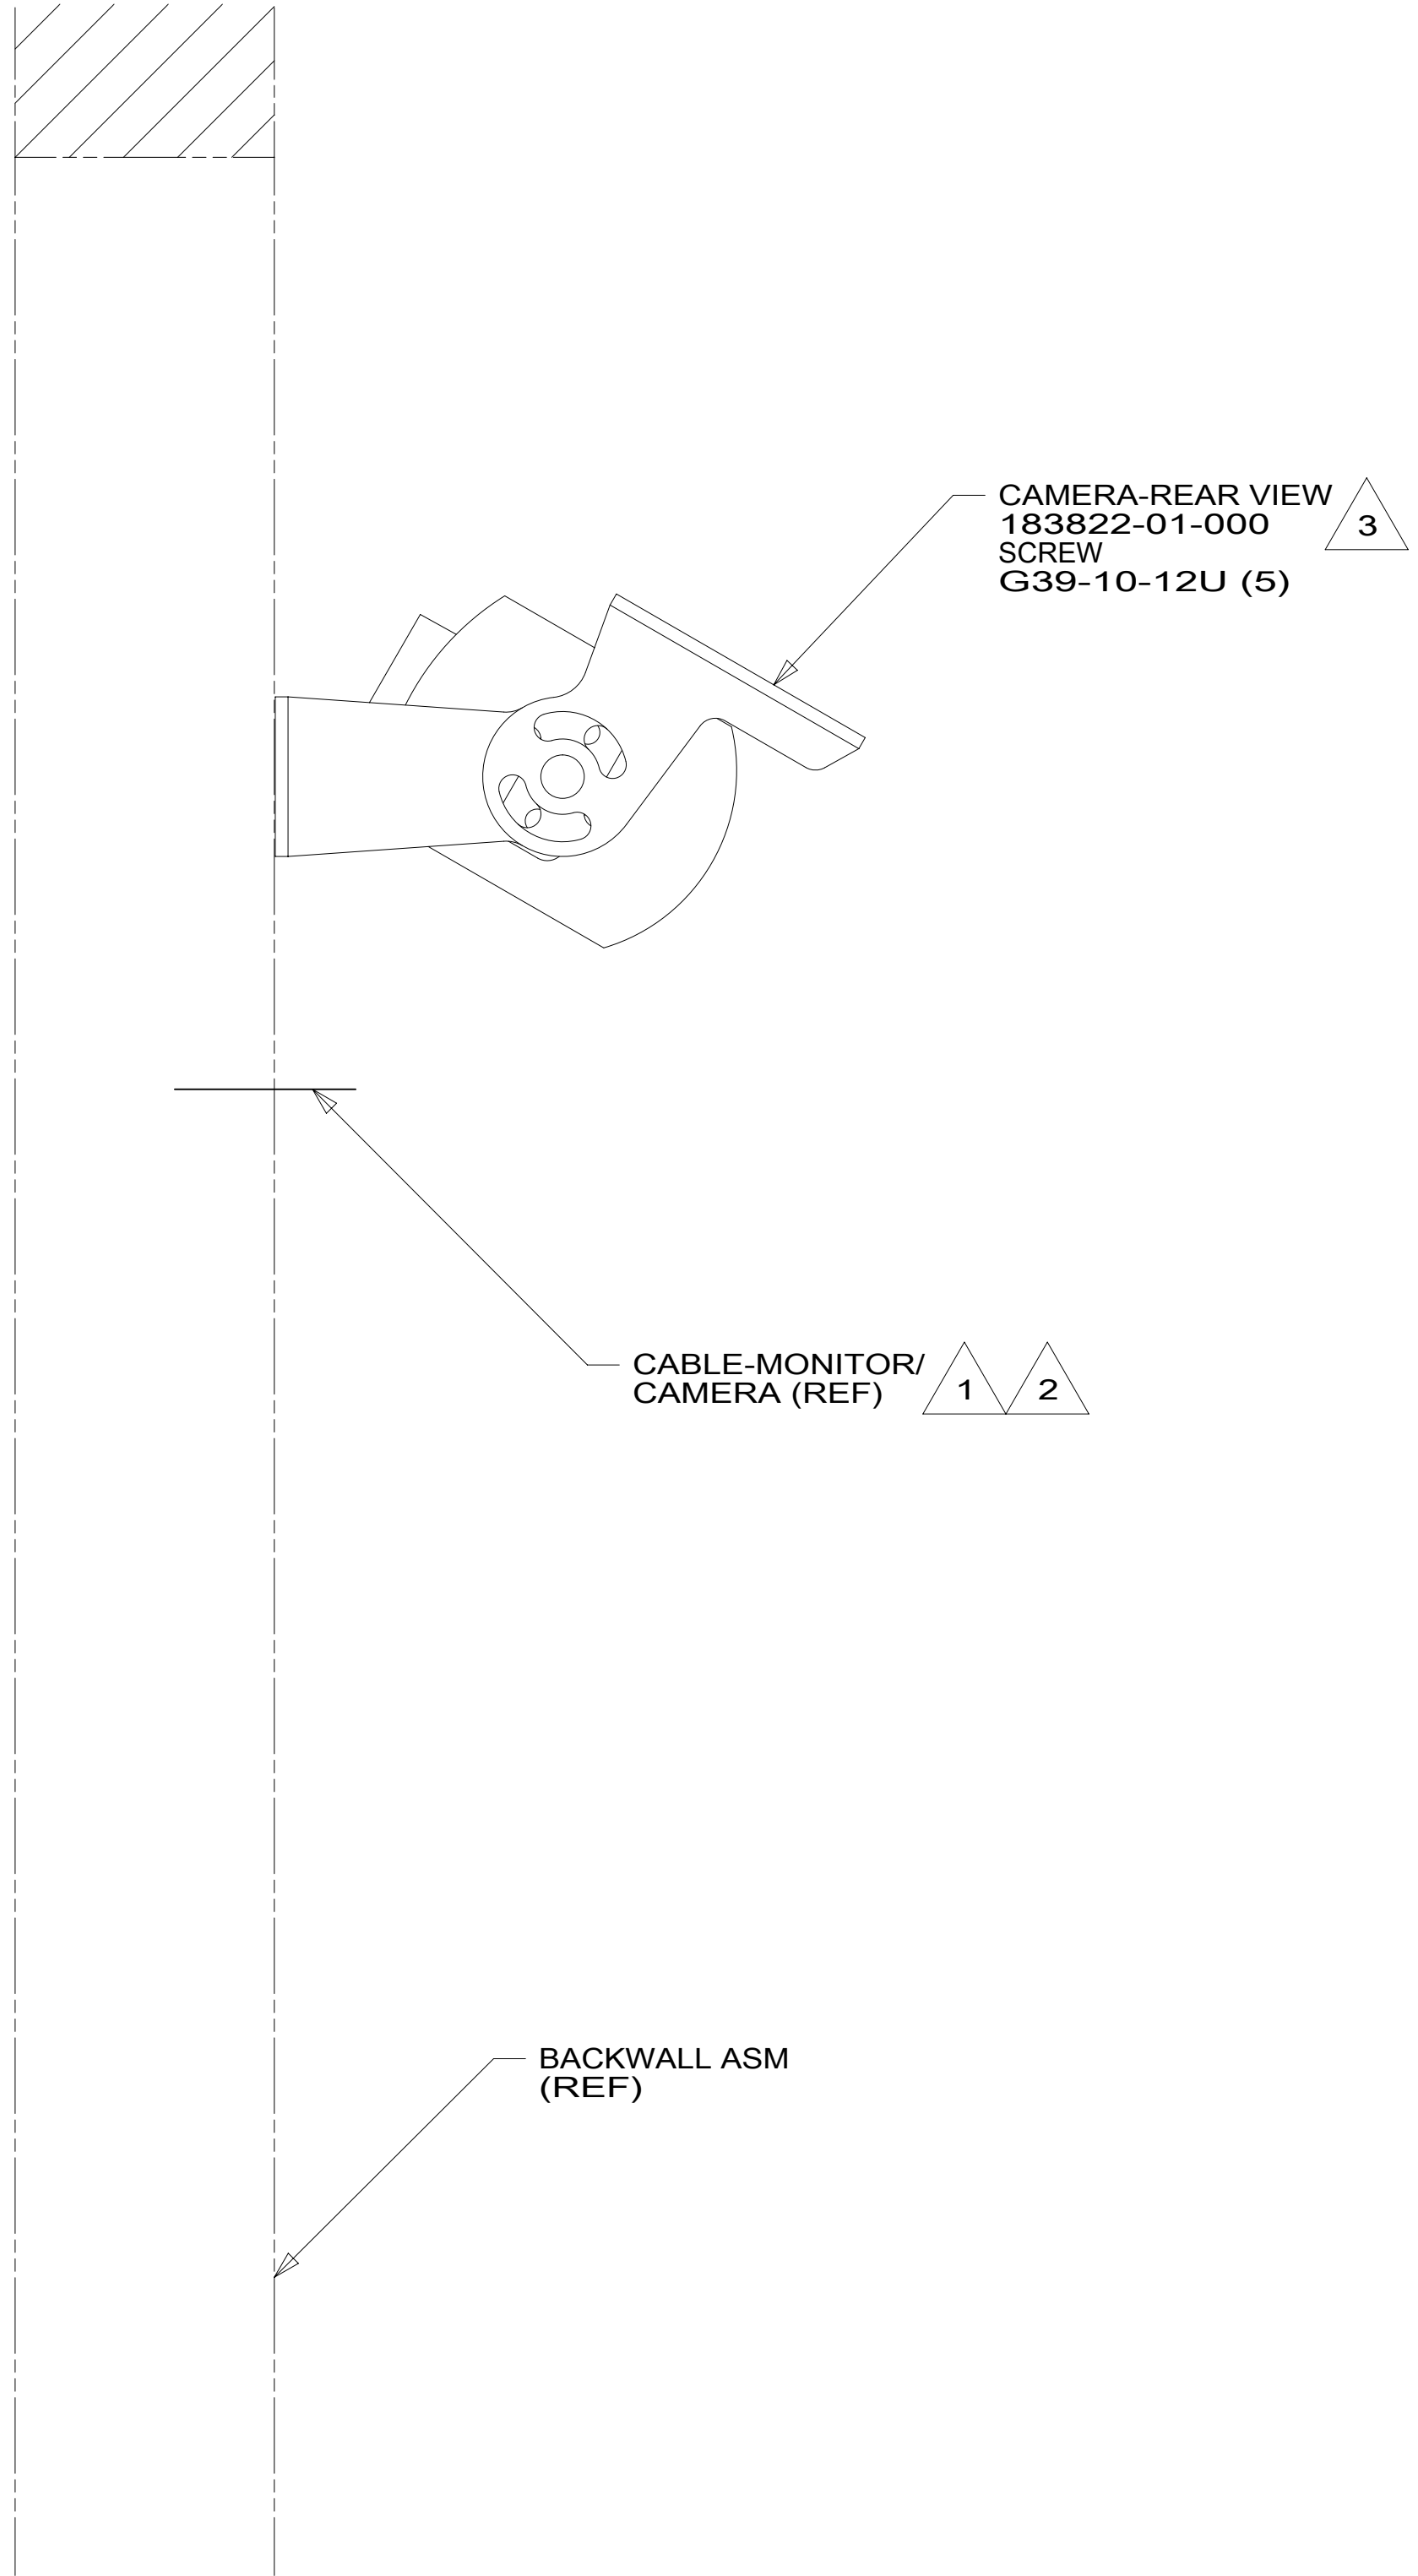 CAMERA-REAR VIEW
183822-01-000
3
SCREW
G39-10-12U (5)
CABLE-MONITOR/
CAMERA (REF)
1 2
BACKWALL ASM
(REF)